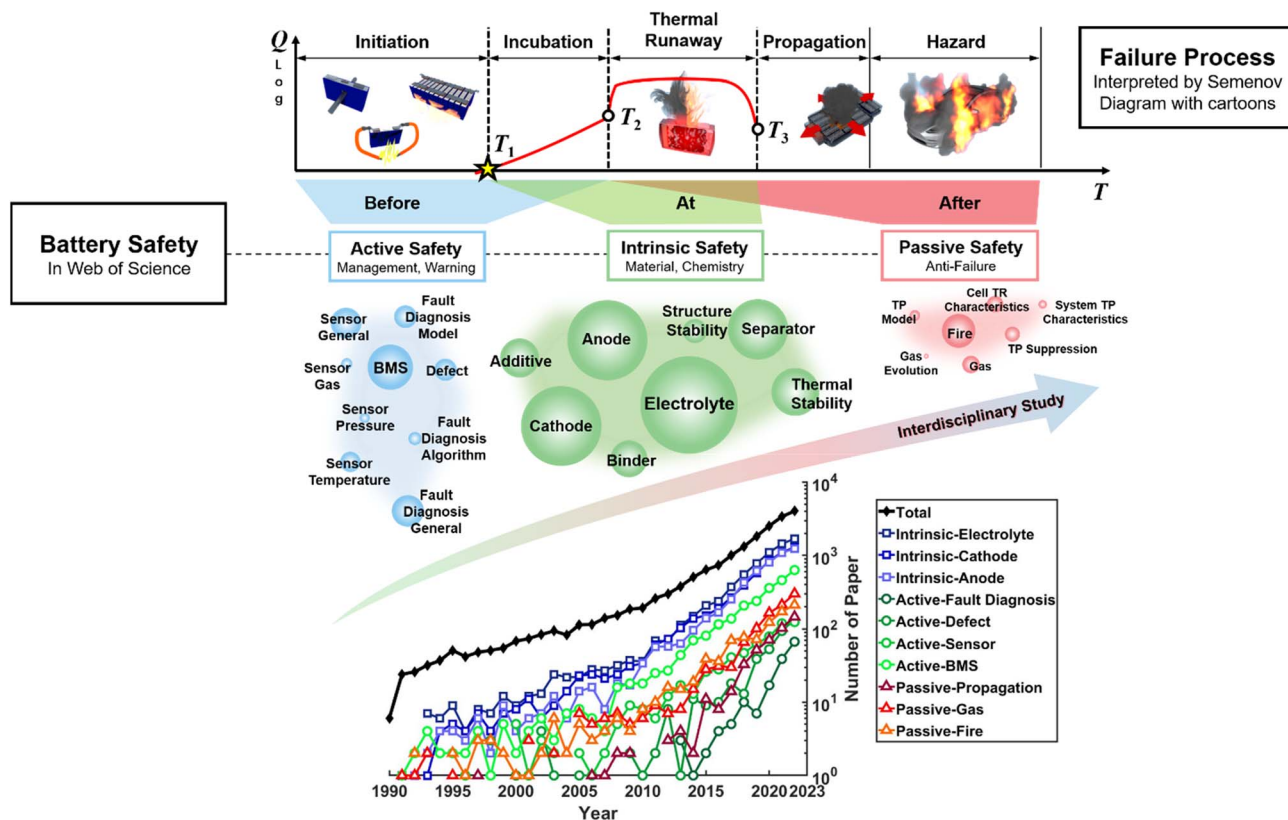 Thermal
Runaway
Initiation
Incubation
Propagation
Hazard
Q
Log
T1
T2
T3
T
Failure Process
Interpreted by Semenov
Diagram with cartoons
Before
At
After
Battery Safety
In Web of Science
Active Safety
Management, Warning
Intrinsic Safety
Material, Chemistry
Passive Safety
Anti-Failure
Sensor
General
Fault
Diagnosis
Model
BMS
Sensor
Gas
Defect
Sensor
Pressure
Fault
Diagnosis
Algorithm
Sensor
Temperature
Fault
Diagnosis
General
Additive
Anode
Structure
Stability
Separator
Cathode
Electrolyte
Thermal
Stability
Binder
TP
Model
Cell TR
Characteristics
System TP
Characteristics
Fire
TP Suppression
Gas
Evolution
Gas
Interdisciplinary Study
10^4
10^3
10^2
10^1
10^0
Number of Paper
1990
1995
2000
2005
2010
2015
2020
2023
Year
Total
Intrinsic-Electrolyte
Intrinsic-Cathode
Intrinsic-Anode
Active-Fault Diagnosis
Active-Defect
Active-Sensor
Active-BMS
Passive-Propagation
Passive-Gas
Passive-Fire